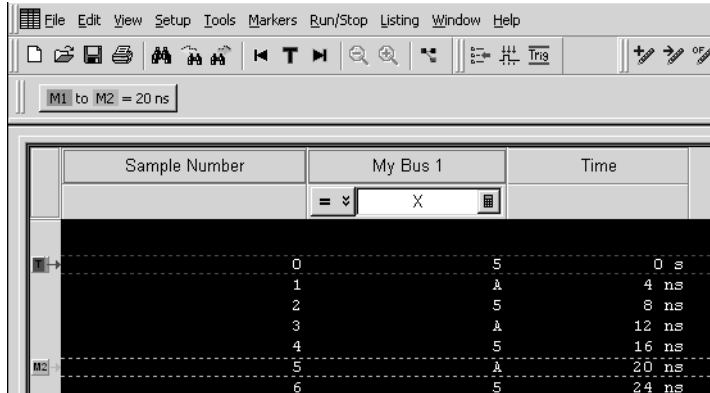 File Edit View Setup Tools Markers Run/Stop Listing Window Help
T Trig
M1 to M2 = 20 ns
Sample Number My Bus 1 Time
= X
T 0 5 0 s
1 A 4 ns
2 5 8 ns
3 A 12 ns
4 5 16 ns
M2 5 A 20 ns
6 5 24 ns